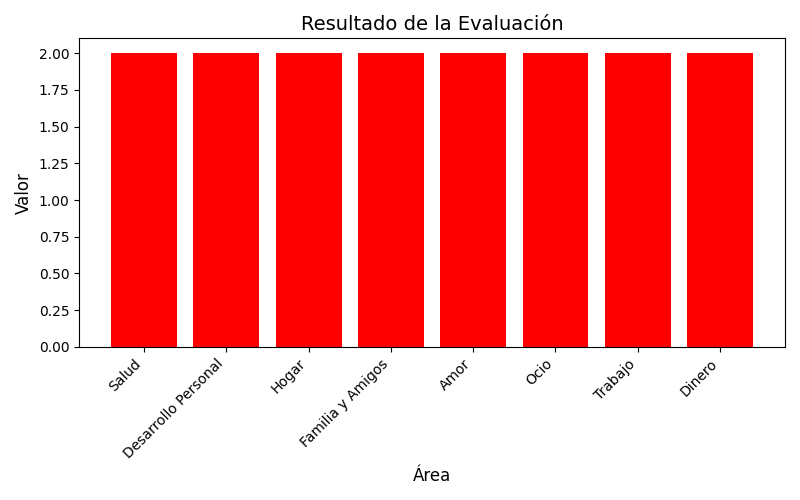 Resultado de la Evaluación
Valor
2.00
1.75
1.50
1.25
1.00
0.75
0.50
0.25
0.00
Salud
Desarrollo Personal
Hogar
Familia y Amigos
Amor
Ocio
Trabajo
Dinero
Área